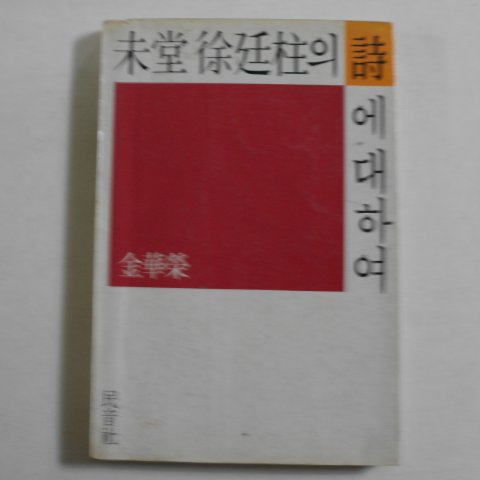 未堂 徐廷柱의 詩
에 대하여
金華榮
民音社